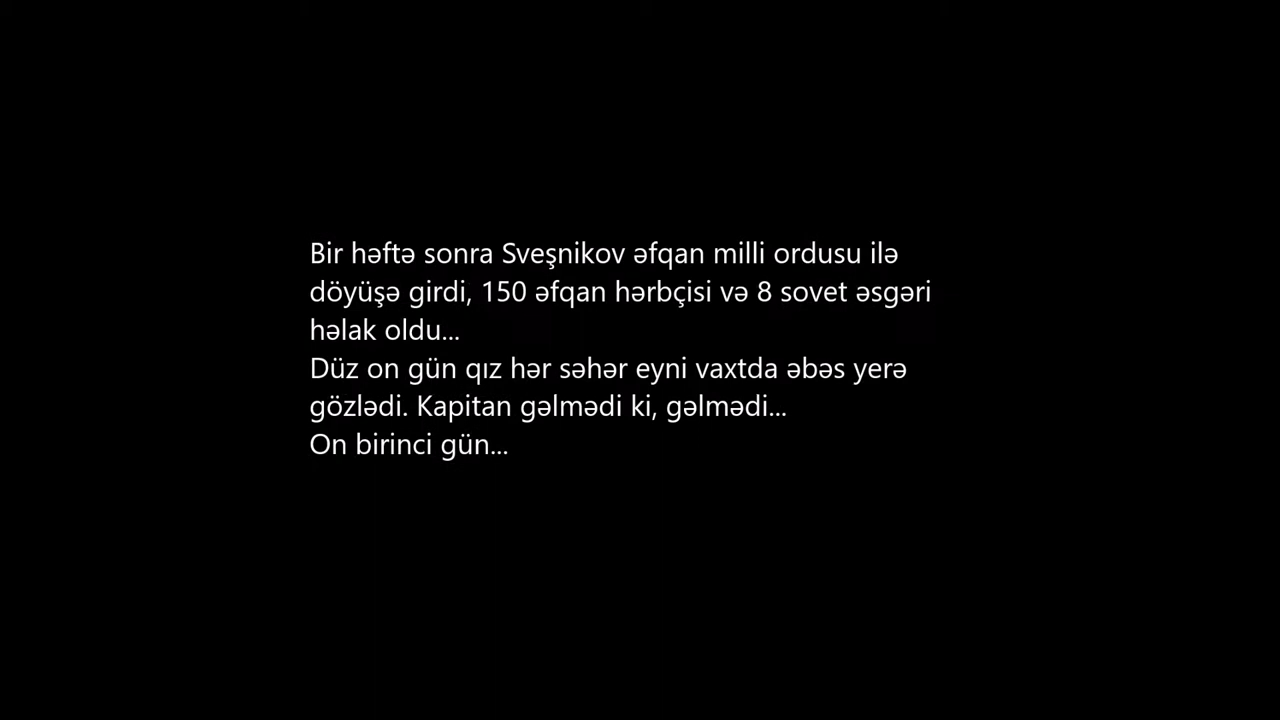 Bir həftə sonra Sveşnikov əfqan milli ordusu ilə
döyüşə girdi, 150 əfqan hərbçisi və 8 sovet əsgəri
həlak oldu...
Düz on gün qız hər səhər eyni vaxtda əbəs yerə
gözlədi. Kapitan gəlmədi ki, gəlmədi...
On birinci gün...